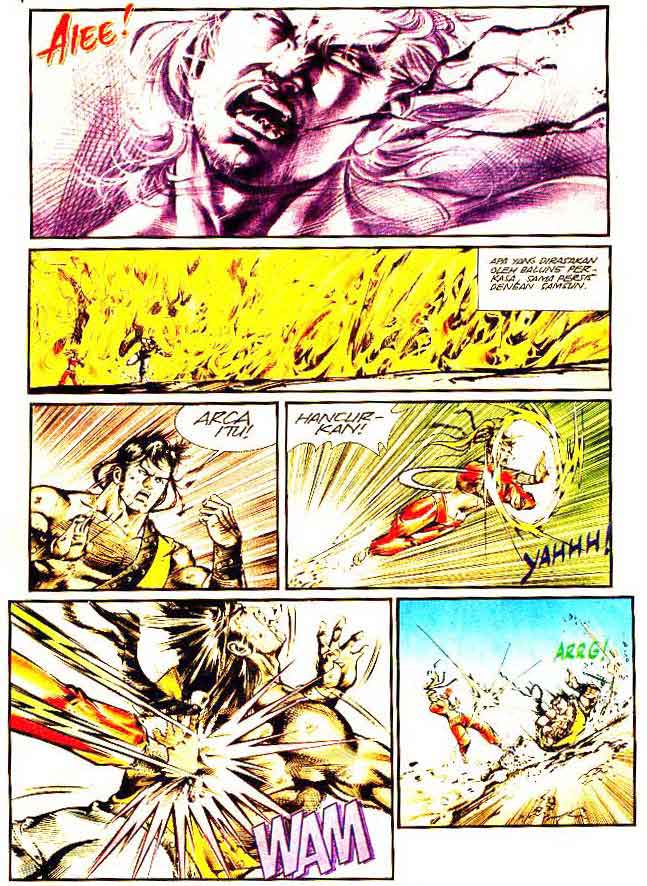 AIEE!
APA YANG DIRASAKAN
OLEH BALUNG PER-
KASA, SAMA PERSIS
DENGAN SAMSUN.
ARCA
ITU!
HANCUR-
KAN!
YAHHH!
WAM
ARRG!